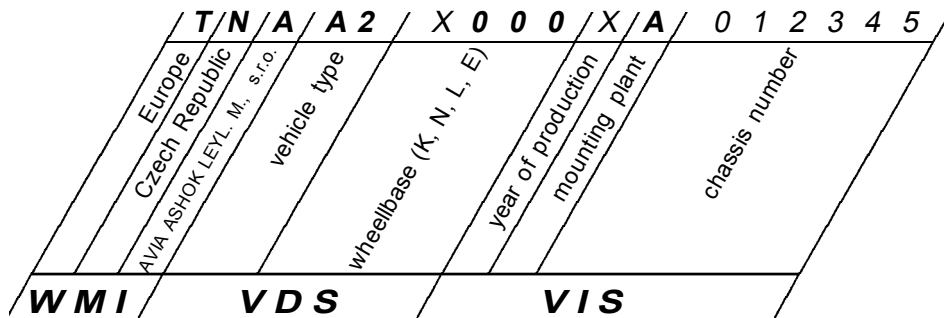 T N A A 2 X 0 0 0 X A 0 1 2 3 4 5
Europe
Czech Republic
AVIA ASHOK LEYL. M., s.r.o.
vehicle type
wheellbase (K, N, L, E)
year of production
mounting plant
chassis number
WMI VDS VIS